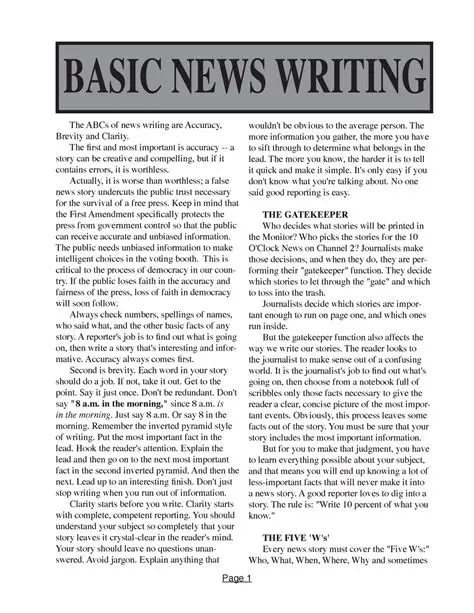 BASIC NEWS WRITING
The ABCs of news writing are Accuracy,
Brevity and Clarity.
The first and most important is accuracy -- a
story can be creative and compelling, but if it
contains errors, it is worthless.
Actually, it is worse than worthless; a false
news story undercuts the public trust necessary
for the survival of a free press. Keep in mind that
the First Amendment specifically protects the
press from government control so that the public
can receive accurate and unbiased information.
The public needs unbiased information to make
intelligent choices in the voting booth.  This is
critical to the process of democracy in our coun-
try. If the public loses faith in the accuracy and
fairness of the press, loss of faith in democracy
will soon follow.
Always check numbers, spellings of names,
who said what, and the other basic facts of any
story. A reporter's job is to find out what is going
on, then write a story that's interesting and infor-
mative. Accuracy always comes first.
Second is brevity. Each word in your story
should do a job. If not, take it out. Get to the
point. Say it just once. Don't be redundant. Don't
say "8 a.m. in the morning," since 8 a.m. is
in the morning. Just say 8 a.m. Or say 8 in the
morning. Remember the inverted pyramid style
of writing. Put the most important fact in the
lead. Hook the reader's attention. Explain the
lead and then go on to the next most important
fact in the second inverted pyramid. And then the
next. Lead up to an interesting finish. Don't just
stop writing when you run out of information.
Clarity starts before you write. Clarity starts
with complete, competent reporting. You should
understand your subject so completely that your
story leaves it crystal-clear in the reader's mind.
Your story should leave no questions unan-
swered. Avoid jargon. Explain anything that
wouldn't be obvious to the average person. The
more information you gather, the more you have
to sift through to determine what belongs in the
lead. The more you know, the harder it is to tell
it quick and make it simple. It's only easy if you
don't know what you're talking about. No one
said good reporting is easy.
THE GATEKEEPER
Who decides what stories will be printed in
the Monitor? Who picks the stories for the 10
O'Clock News on Channel 2? Journalists make
those decisions, and when they do, they are per-
forming their "gatekeeper" function. They decide
which stories to let through the "gate" and which
to toss into the trash.
Journalists decide which stories are impor-
tant enough to run on page one, and which ones
run inside.
But the gatekeeper function also affects the
way we write our stories. The reader looks to
the journalist to make sense out of a confusing
world. It is the journalist's job to find out what's
going on, then choose from a notebook full of
scribbles only those facts necessary to give the
reader a clear, concise picture of the most impor-
tant events. Obviously, this process leaves some
facts out of the story. You must be sure that your
story includes the most important information.
But for you to make that judgment, you have
to learn everything possible about your subject,
and that means you will end up knowing a lot of
less-important facts that will never make it into
a news story. A good reporter loves to dig into a
story. The rule is: "Write 10 percent of what you
know."
THE FIVE 'W's'
Every news story must cover the "Five W's:"
Who, What, When, Where, Why and sometimes
Page 1